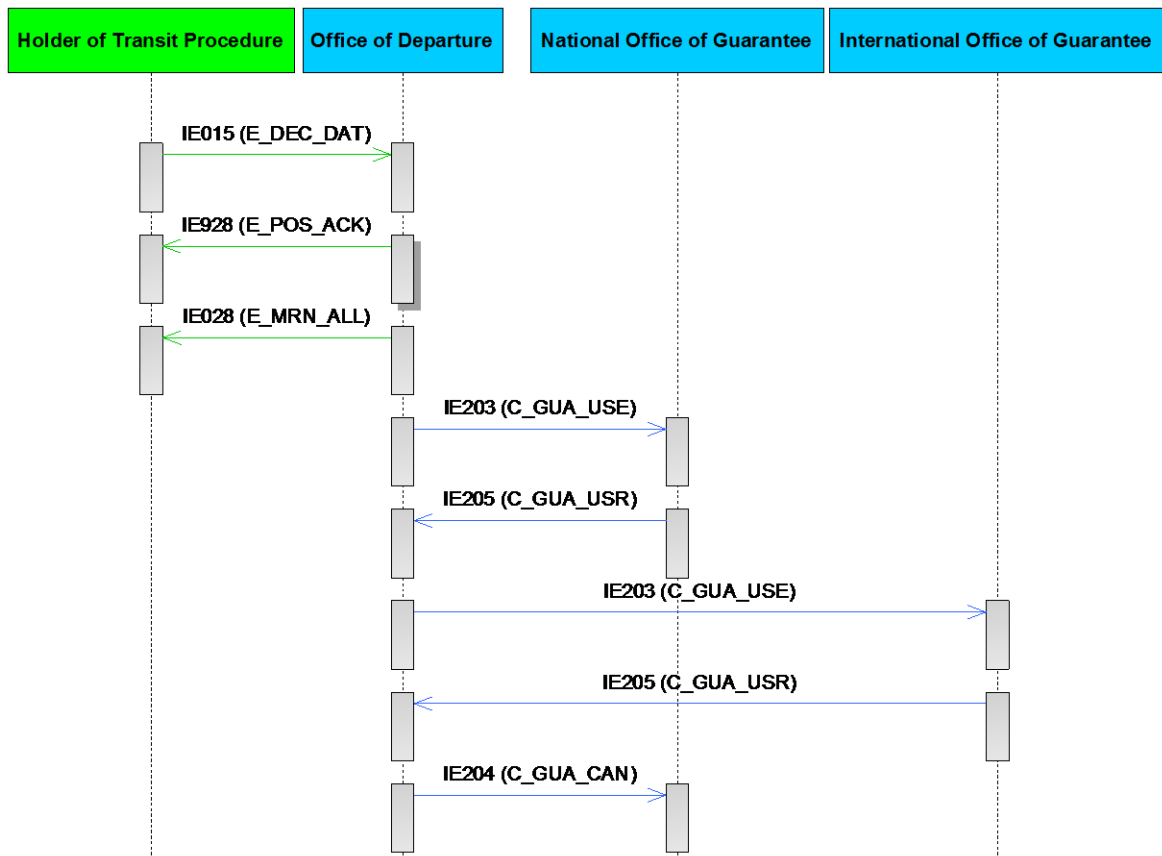 Holder of Transit Procedure
Office of Departure
National Office of Guarantee
International Office of Guarantee
IE015 (E_DEC_DAT)
IE928 (E_POS_ACK)
IE028 (E_MRN_ALL)
IE203 (C_GUA_USE)
IE205 (C_GUA_USR)
IE203 (C_GUA_USE)
IE205 (C_GUA_USR)
IE204 (C_GUA_CAN)